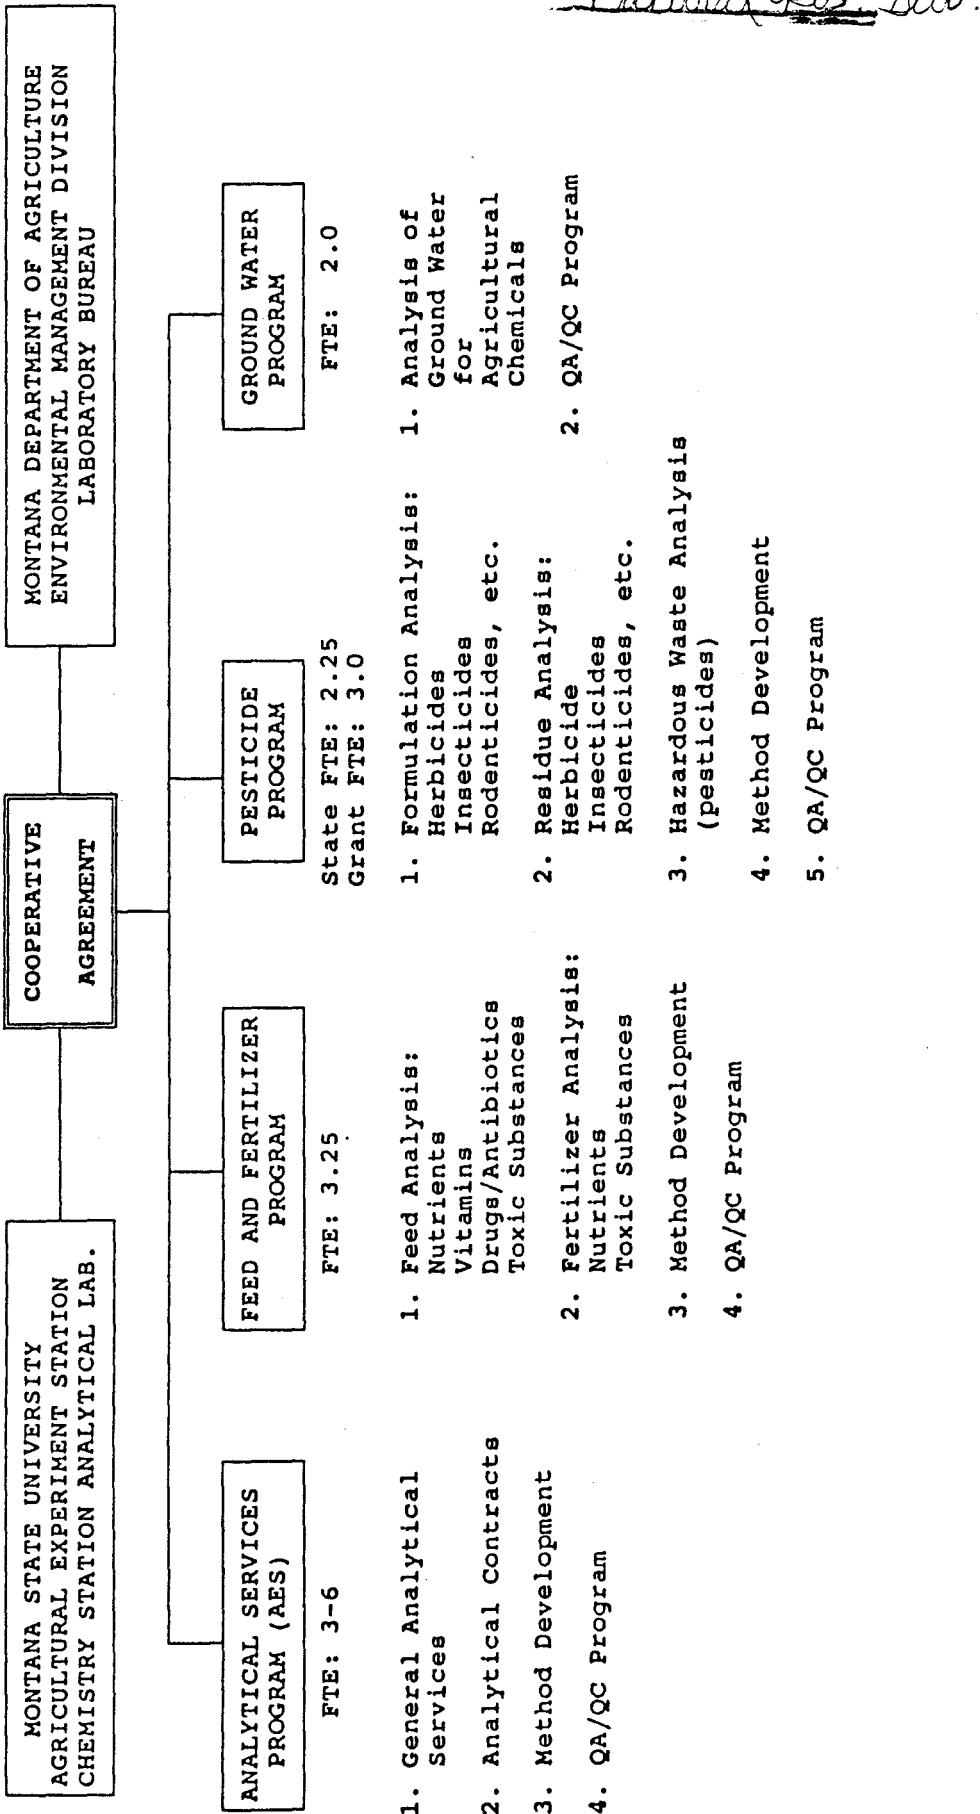 MONTANA STATE UNIVERSITY
AGRICULTURAL EXPERIMENT STATION
CHEMISTRY STATION ANALYTICAL LAB.
COOPERATIVE
AGREEMENT
MONTANA DEPARTMENT OF AGRICULTURE
ENVIRONMENTAL MANAGEMENT DIVISION
LABORATORY BUREAU
ANALYTICAL SERVICES
PROGRAM (AES)
FTE: 3-6
1. General Analytical
Services
2. Analytical Contracts
3. Method Development
4. QA/QC Program
FEED AND FERTILIZER
PROGRAM
FTE: 3.25
1. Feed Analysis:
Nutrients
Vitamins
Drugs/Antibiotics
Toxic Substances
2. Fertilizer Analysis:
Nutrients
Toxic Substances
3. Method Development
4. QA/QC Program
PESTICIDE
PROGRAM
State FTE: 2.25
Grant FTE: 3.0
1. Formulation Analysis:
Herbicides
Insecticides
Rodenticides, etc.
2. Residue Analysis:
Herbicide
Insecticides
Rodenticides, etc.
3. Hazardous Waste Analysis
(pesticides)
4. Method Development
5. QA/QC Program
GROUND WATER
PROGRAM
FTE: 2.0
1. Analysis of
Ground Water
for
Agricultural
Chemicals
2. QA/QC Program